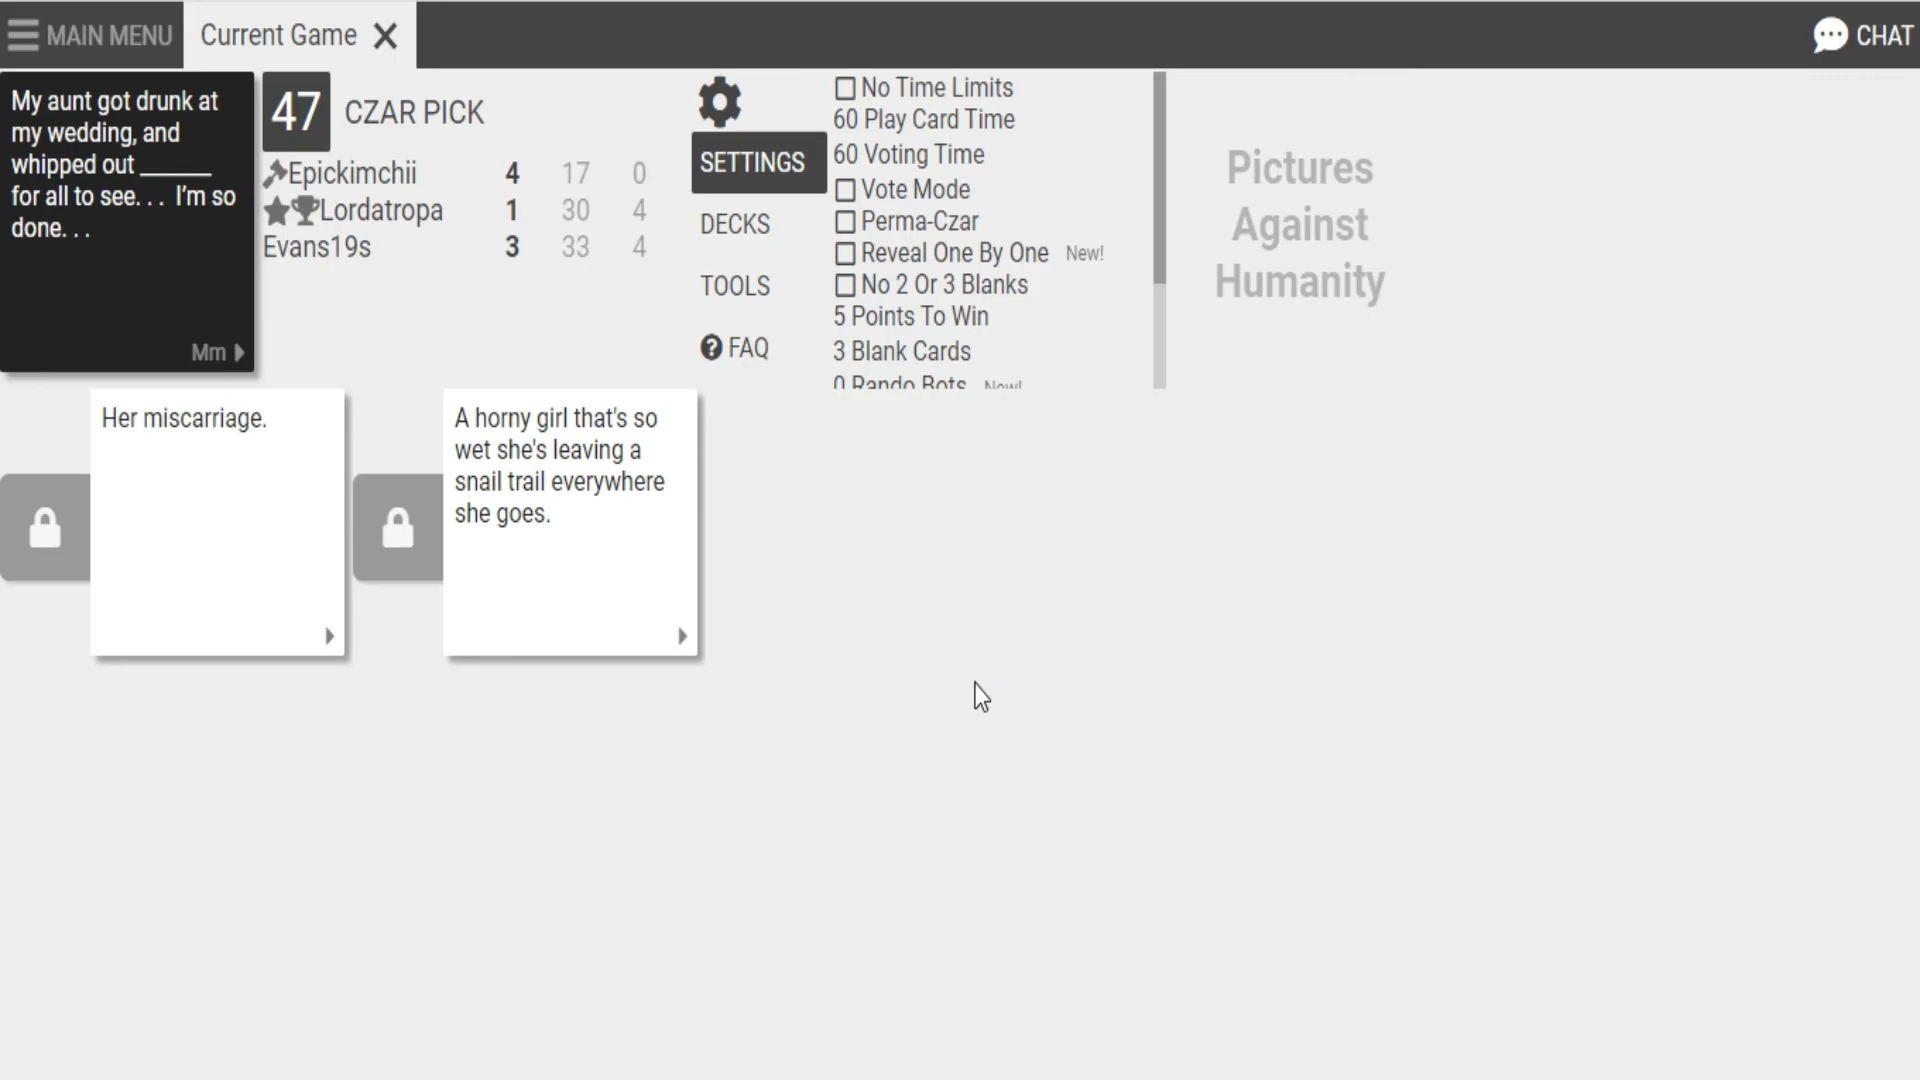 MAIN MENU
Current Game
CHAT
My aunt got drunk at
my wedding, and
whipped out ______
for all to see. . .  I’m so
done. . .
Mm
47 CZAR PICK
Epickimchii 4 17 0
Lordatropa 1 30 4
Evans19s 3 33 4
SETTINGS
DECKS
TOOLS
FAQ
No Time Limits
60 Play Card Time
60 Voting Time
Vote Mode
Perma-Czar
Reveal One By One New!
No 2 Or 3 Blanks
5 Points To Win
3 Blank Cards
0 Rando Bots New!
Pictures
Against
Humanity
Her miscarriage.
A horny girl that's so
wet she's leaving a
snail trail everywhere
she goes.